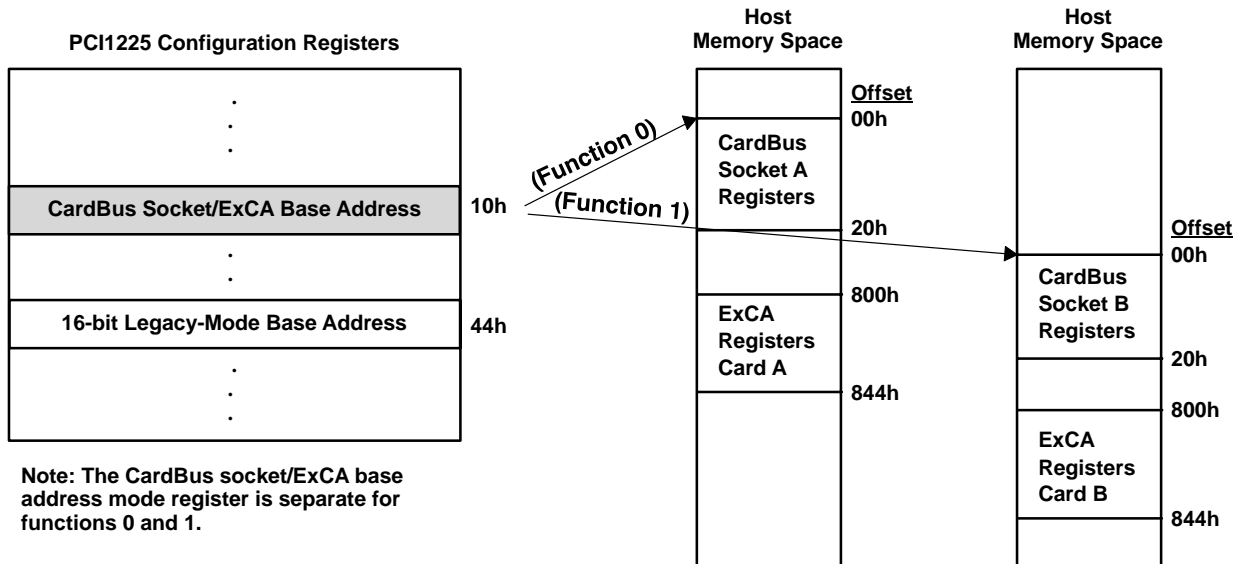 PCI1225 Configuration Registers
CardBus Socket/ExCA Base Address
10h
16-bit Legacy-Mode Base Address
44h
Note: The CardBus socket/ExCA base
address mode register is separate for
functions 0 and 1.
(Function 0)
(Function 1)
Host
Memory Space
Offset
00h
CardBus
Socket A
Registers
20h
800h
ExCA
Registers
Card A
844h
Host
Memory Space
Offset
00h
CardBus
Socket B
Registers
20h
800h
ExCA
Registers
Card B
844h